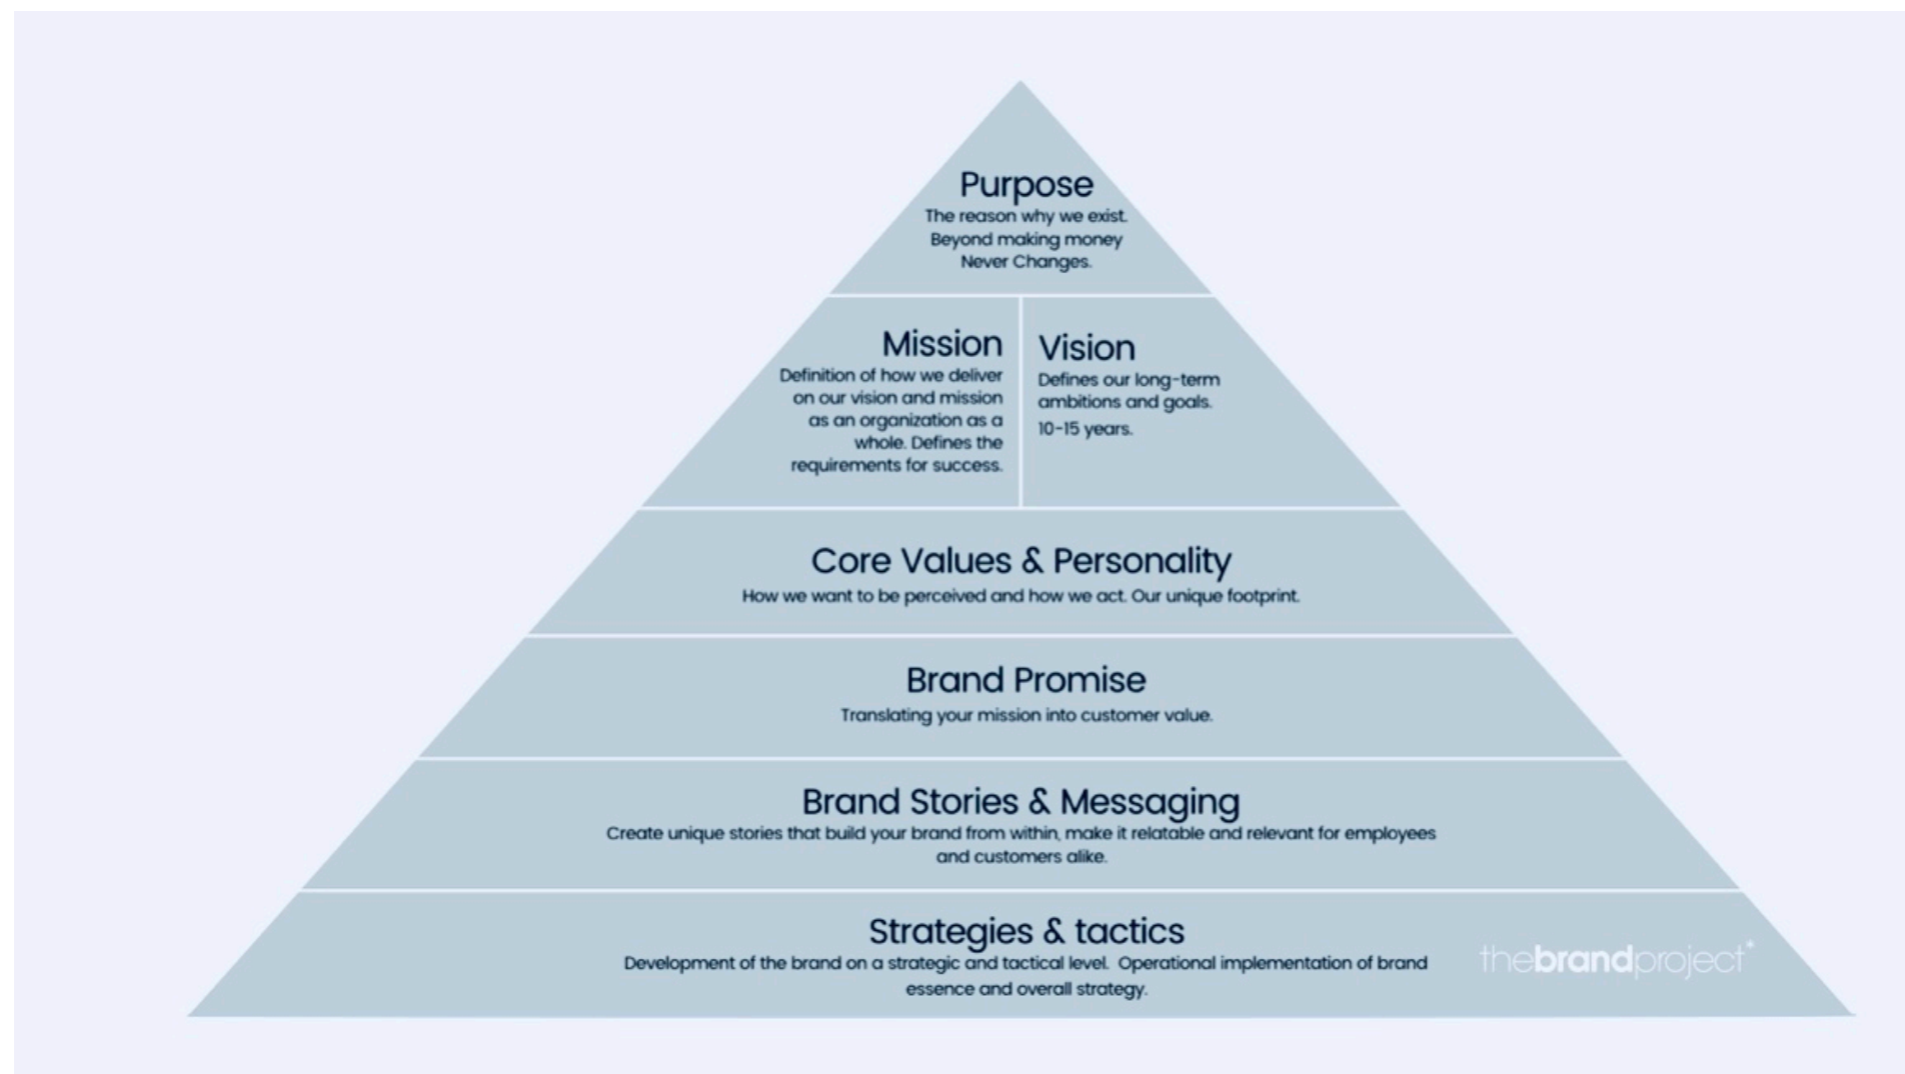 Purpose
The reason why we exist.
Beyond making money
Never Changes.
Mission
Definition of how we deliver
on our vision and mission
as an organization as a
whole. Defines the
requirements for success.
Vision
Defines our long-term
ambitions and goals.
10-15 years.
Core Values & Personality
How we want to be perceived and how we act. Our unique footprint.
Brand Promise
Translating your mission into customer value.
Brand Stories & Messaging
Create unique stories that build your brand from within, make it relatable and relevant for employees
and customers alike.
Strategies & tactics
Development of the brand on a strategic and tactical level. Operational implementation of brand
essence and overall strategy.
thebrandproject*